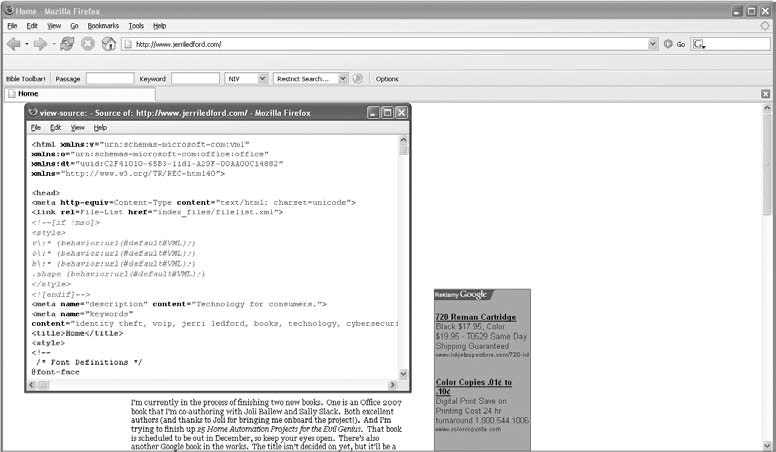 Home - Mozilla Firefox
File Edit View Go Bookmarks Tools Help
http://www.jerriledford.com/ Go
Bible Toolbar! Passage Keyword NIV Restrict Search... Options
Home
view-source: - Source of: http://www.jerriledford.com/ - Mozilla Firefox
File Edit View Help
<html xmlns:v="urn:schemas-microsoft-com:vml"
xmlns:o="urn:schemas-microsoft-com:office:office"
xmlns:dt="uuid:C2F41010-65B3-11d1-A29F-00AA00C14882"
xmlns="http://www.w3.org/TR/REC-html40">
<head>
<meta http-equiv=Content-Type content="text/html; charset=unicode">
<link rel=File-List href="index_files/filelist.xml">
<!--[if !mso]>
<style>
v\:* {behavior:url(#default#VML);}
o\:* {behavior:url(#default#VML);}
b\:* {behavior:url(#default#VML);}
.shape {behavior:url(#default#VML);}
</style>
<![endif]-->
<meta name="description" content="Technology for consumers.">
<meta name="keywords"
content="identity theft, voip, jerri ledford, books, technology, cybersecuri
<title>Home</title>
<style>
<!--
/* Font Definitions */
@font-face
Reklamy Google
720 Reman Cartridge
Black $17.95, Color
$19.95 - T0529 Same Day
Shipping Guaranteed
www.inkjetsuperstore.com/720-inl
Color Copies .01¢ to
.10¢
Digital Print Save on
Printing Cost 24 hr
turnaround 1.800.544.1006
www.colorcopysta.com
I'm currently in the process of finishing two new books. One is an Office 2007
book that I'm co-authoring with Joli Ballew and Sally Slack. Both excellent
authors (and thanks to Joli for bringing me onboard the project!). And I'm
trying to finish up 25 Home Automation Projects for the Evil Genius. That book
is scheduled to be out in December, so keep your eyes open. There's also
another Google book in the works. The title isn't decided on yet, but it'll be a